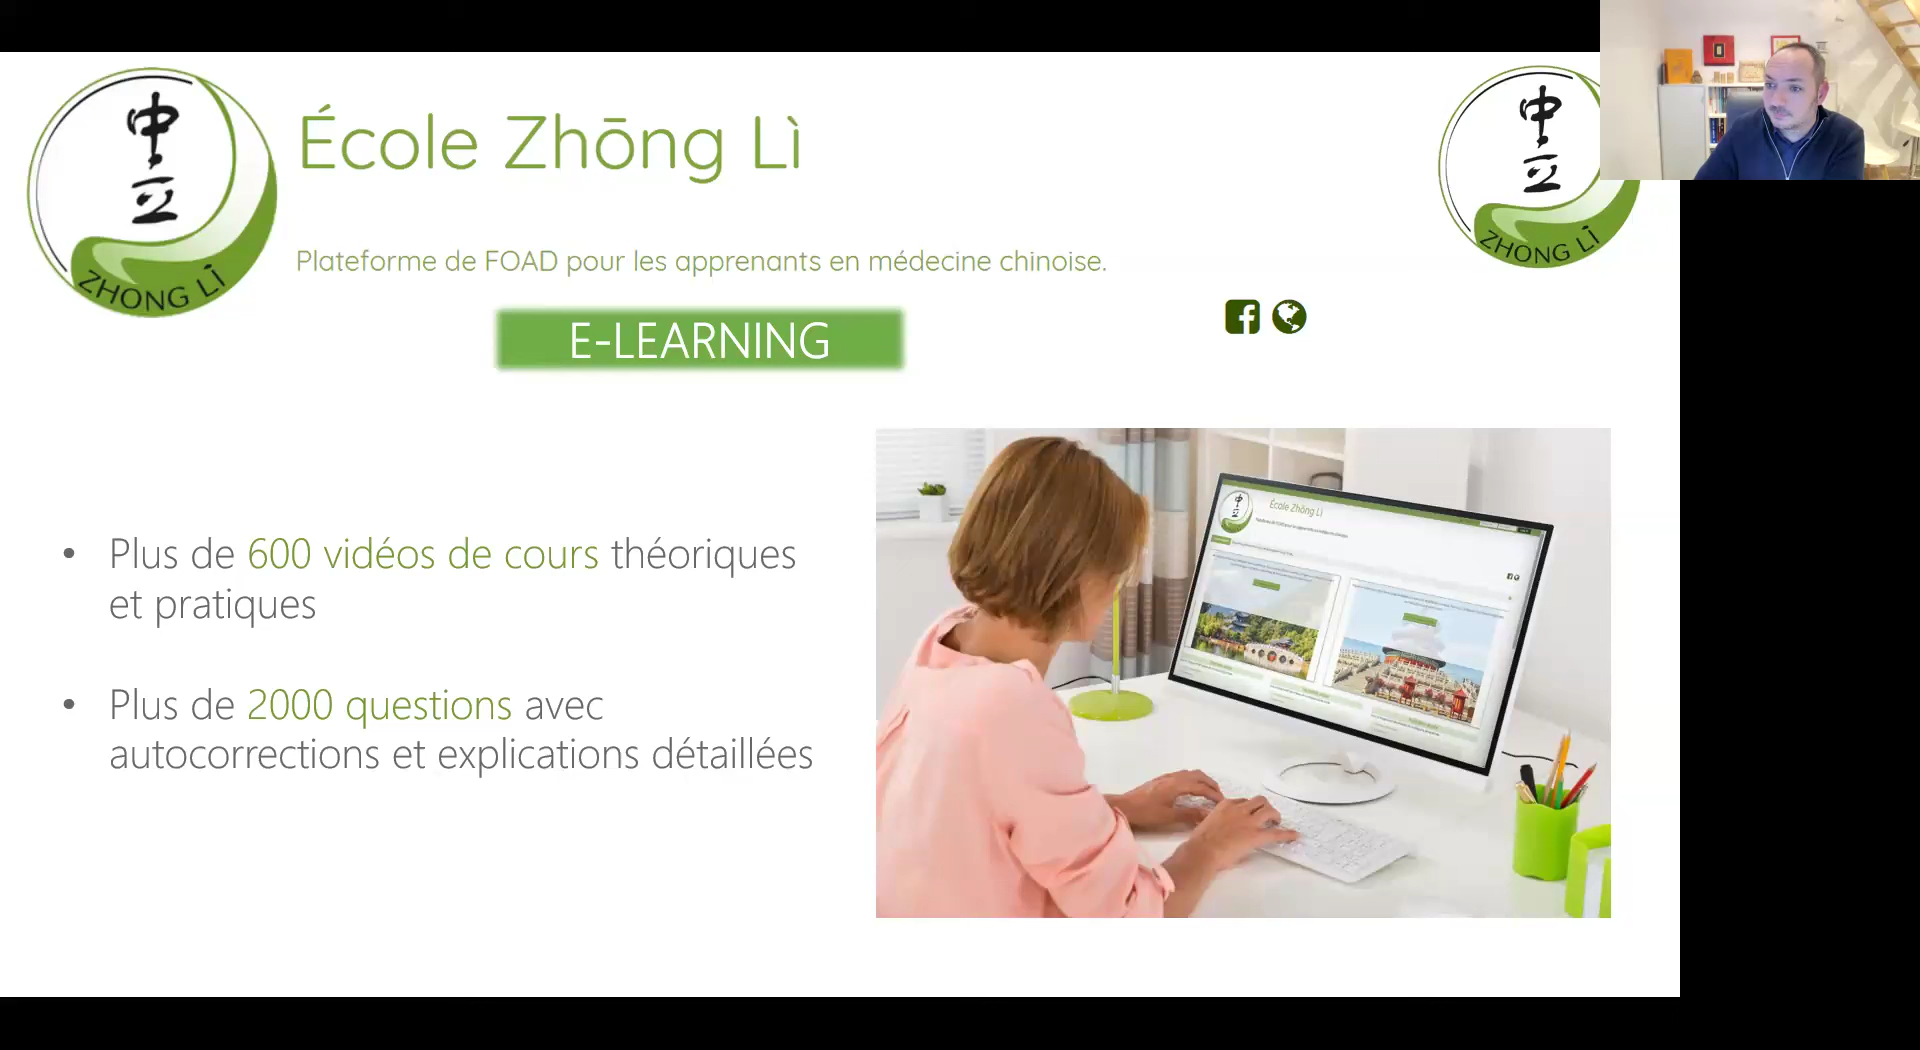 中
立
ZHONG LÌ
École Zhōng Lì
Plateforme de FOAD pour les apprenants en médecine chinoise.
E-LEARNING
中
立
ZHONG LÌ
• Plus de 600 vidéos de cours théoriques
et pratiques
• Plus de 2000 questions avec
autocorrections et explications détaillées
École Zhōng Lì